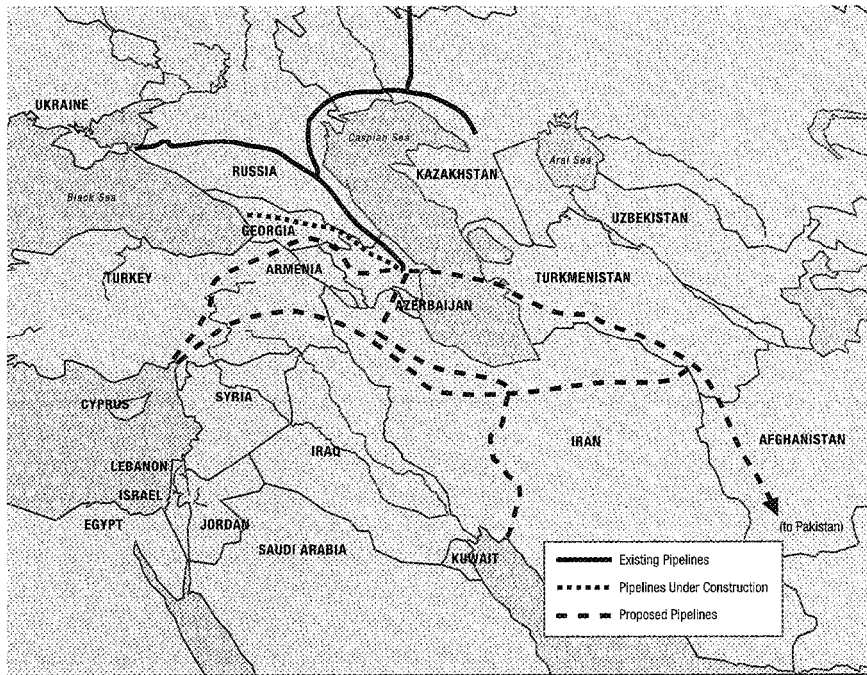 UKRAINE
Caspian Sea
KAZAKHSTAN
Aral Sea
RUSSIA
Black Sea
UZBEKISTAN
GEORGIA
ARMENIA
TURKEY
TURKMENISTAN
AZERBAIJAN
CYPRUS
SYRIA
IRAQ
IRAN
AFGHANISTAN
LEBANON
ISRAEL
EGYPT
JORDAN
(to Pakistan)
SAUDI ARABIA
KUWAIT
Existing Pipelines
Pipelines Under Construction
Proposed Pipelines